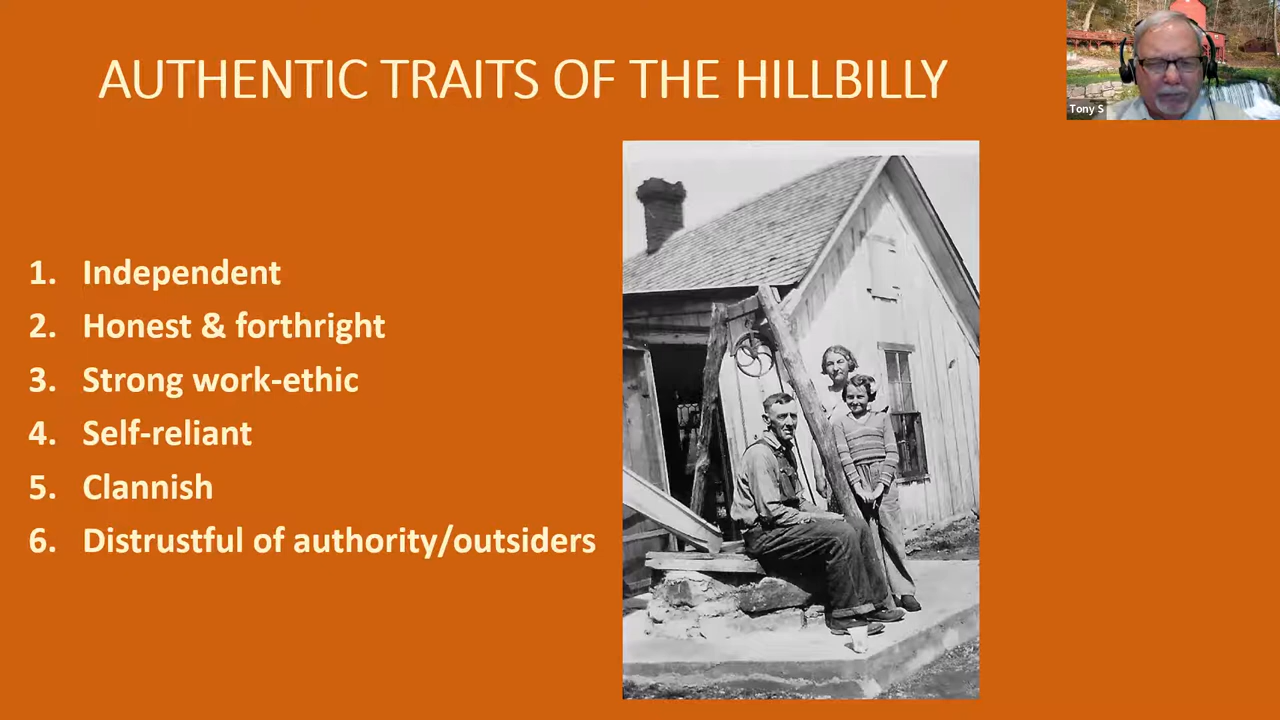 AUTHENTIC TRAITS OF THE HILLBILLY
Tony S
1. Independent
2. Honest & forthright
3. Strong work-ethic
4. Self-reliant
5. Clannish
6. Distrustful of authority/outsiders